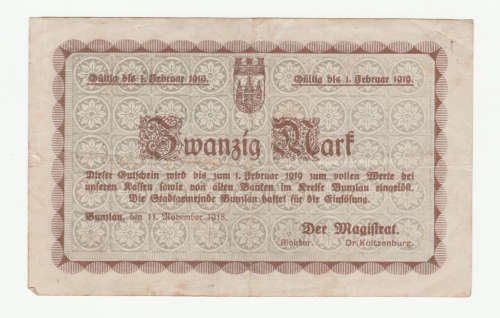 Gültig bis 1. Februar 1919.
Gültig bis 1. Februar 1919.
Zwanzig Mark
Dieser Gutschein wird bis zum 1. Februar 1919 zum vollen Werte bei
unseren Kassen sowie von allen Banken im Kreise Bunzlau eingelöst.
Die Stadtgemeinde Bunzlau haftet für die Einlösung.
Bunzlau, den 11. November 1918.
Der Magistrat.
Richter. Dr. Kaltzenburg.